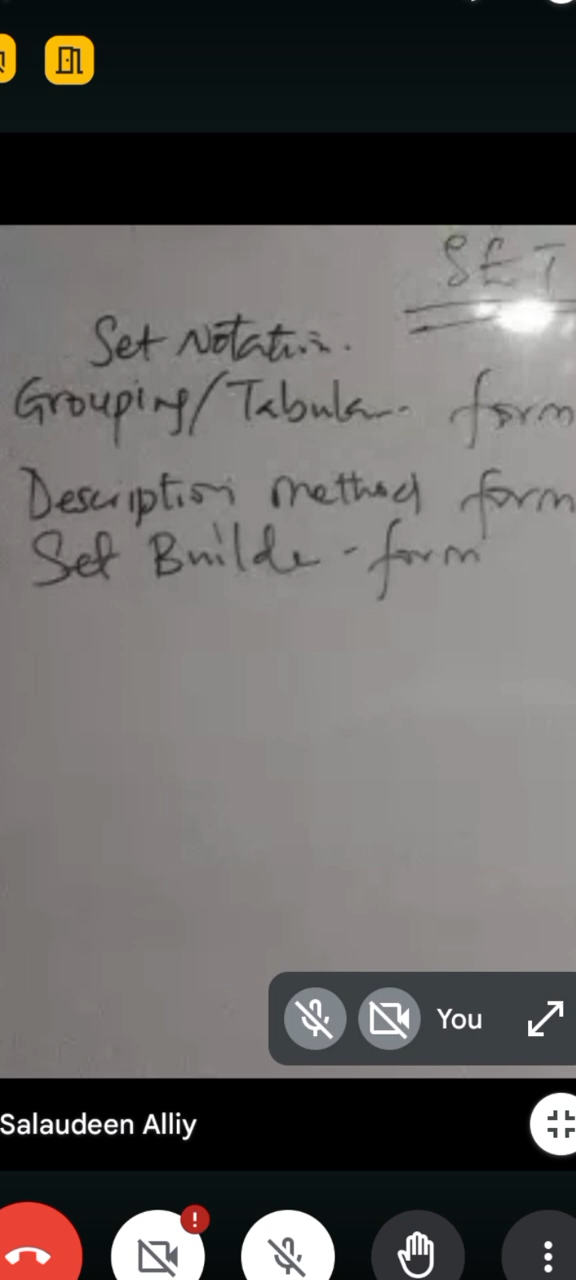 SET
Set Notation.
Grouping/Tabular form
Description method form
Set Builder - form
You
Salaudeen Alliy
!